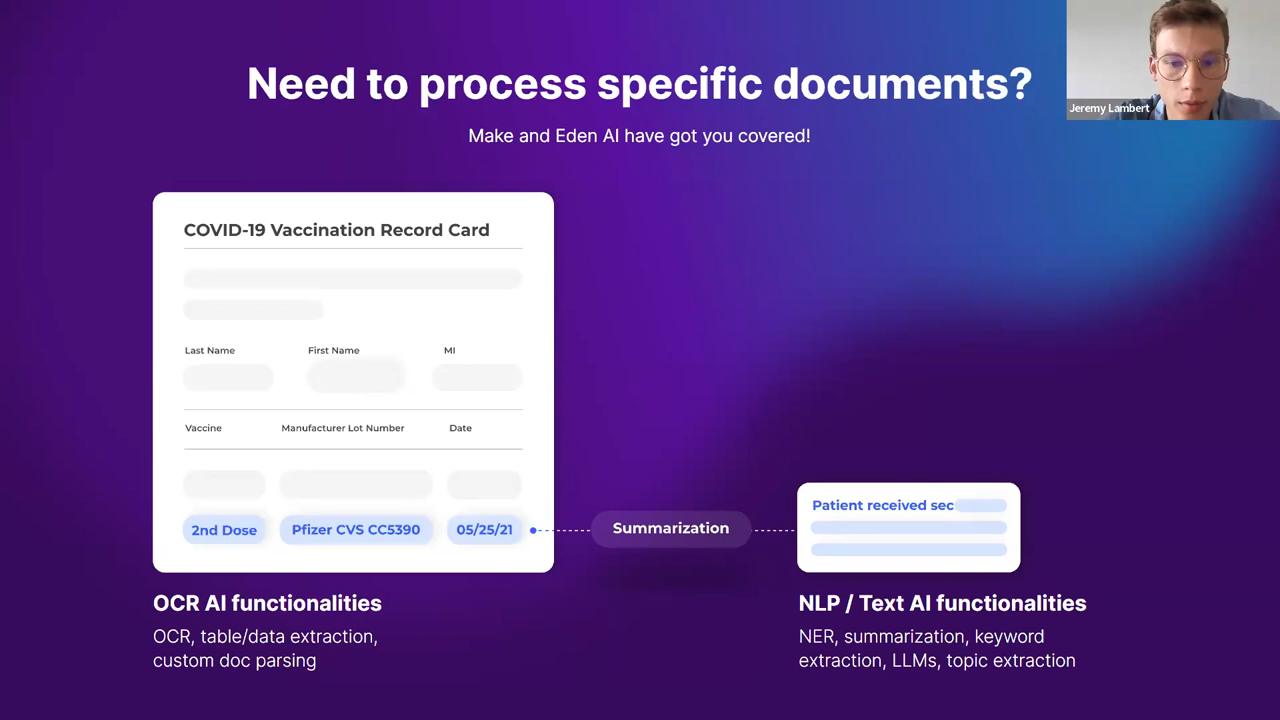 Need to process specific documents?
Make and Eden AI have got you covered!
Jeremy Lambert
COVID-19 Vaccination Record Card
Last Name First Name MI
Vaccine Manufacturer Lot Number Date
2nd Dose Pfizer CVS CC5390 05/25/21
Summarization
Patient received sec
OCR AI functionalities
OCR, table/data extraction,
custom doc parsing
NLP / Text AI functionalities
NER, summarization, keyword
extraction, LLMs, topic extraction